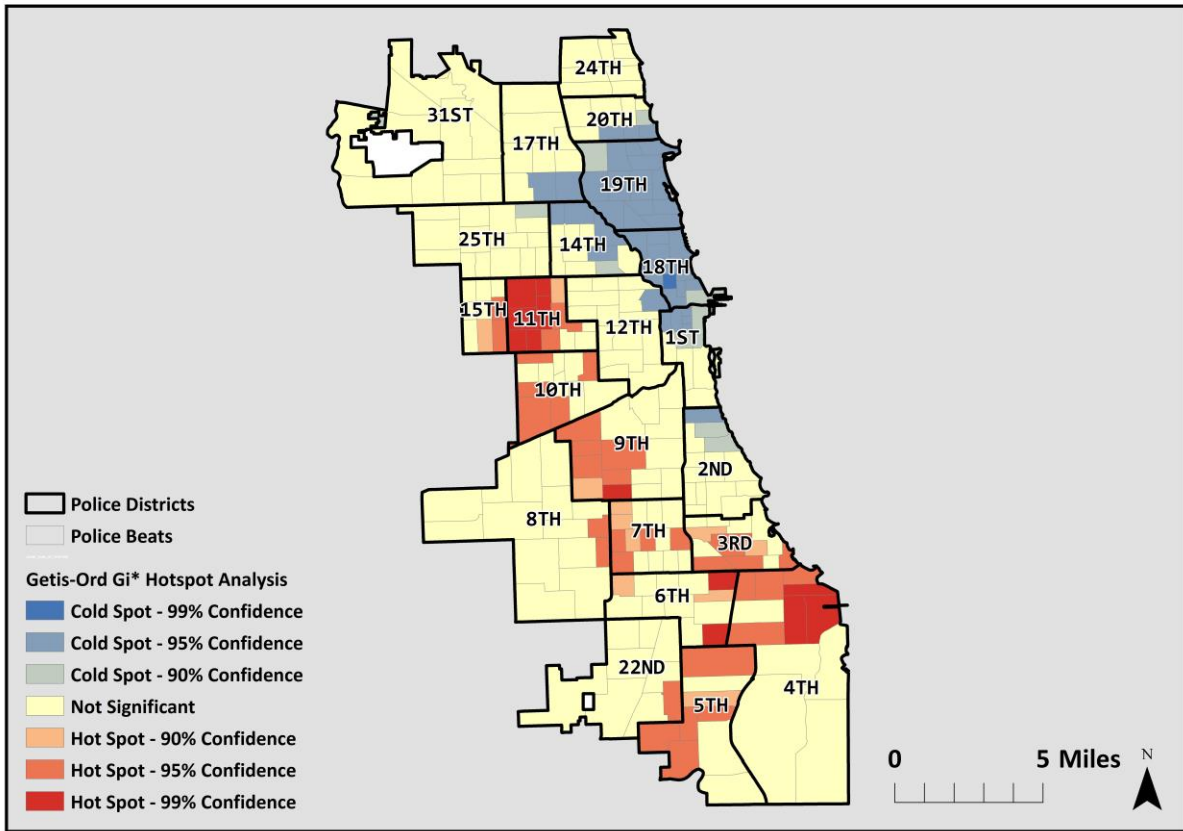 24TH
20TH
31ST
17TH
19TH
25TH
14TH
18TH
15TH
11TH
12TH
1ST
10TH
9TH
2ND
8TH
7TH
3RD
6TH
22ND
4TH
5TH
Police Districts
Police Beats
Getis-Ord Gi* Hotspot Analysis
Cold Spot - 99% Confidence
Cold Spot - 95% Confidence
Cold Spot - 90% Confidence
Not Significant
Hot Spot - 90% Confidence
Hot Spot - 95% Confidence
Hot Spot - 99% Confidence
0 5 Miles
N